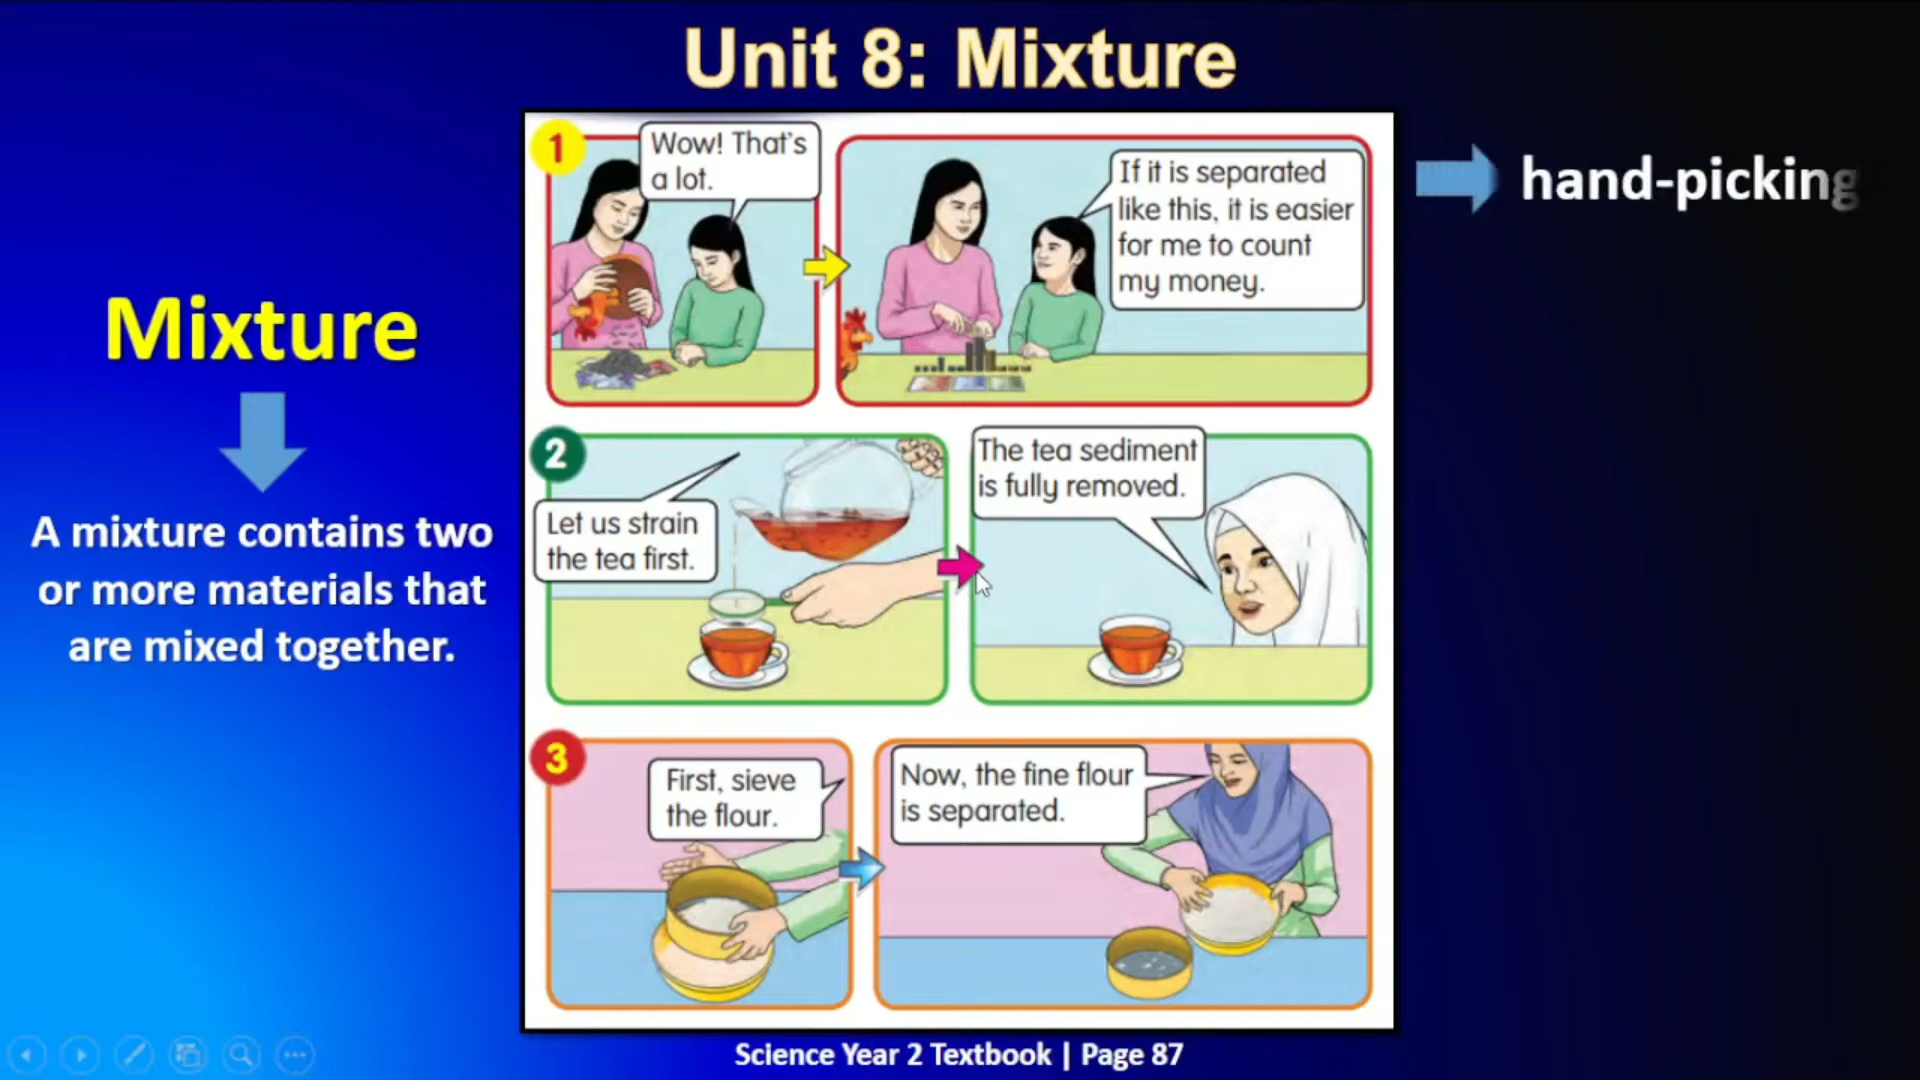 Unit 8: Mixture
1
Wow! That's
a lot.
If it is separated
like this, it is easier
for me to count
my money.
hand-picking
Mixture
A mixture contains two
or more materials that
are mixed together.
2
Let us strain
the tea first.
The tea sediment
is fully removed.
3
First, sieve
the flour.
Now, the fine flour
is separated.
Science Year 2 Textbook | Page 87